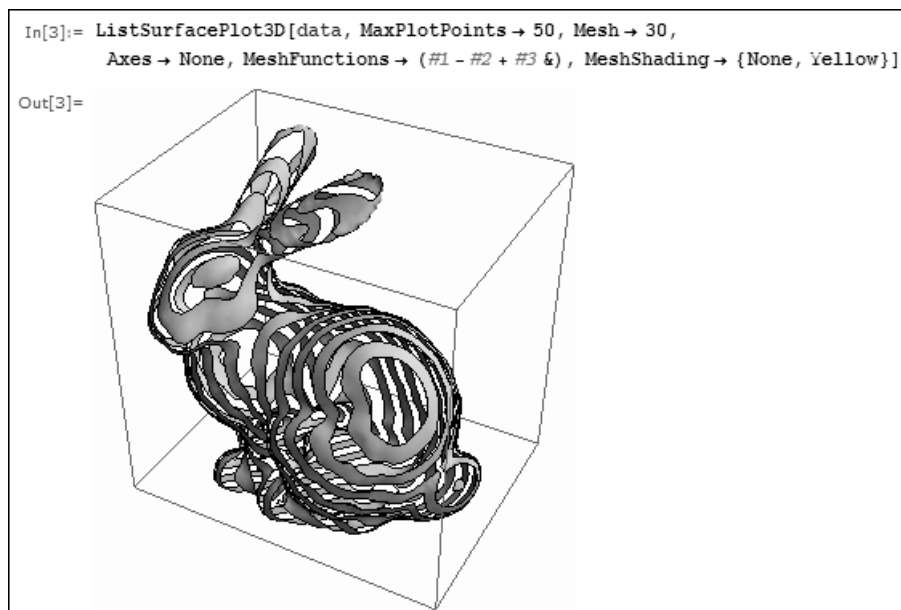 In[3]:= ListSurfacePlot3D[data, MaxPlotPoints → 50, Mesh → 30,
Axes → None, MeshFunctions → (#1 - #2 + #3 &), MeshShading → {None, Yellow}]
Out[3]=